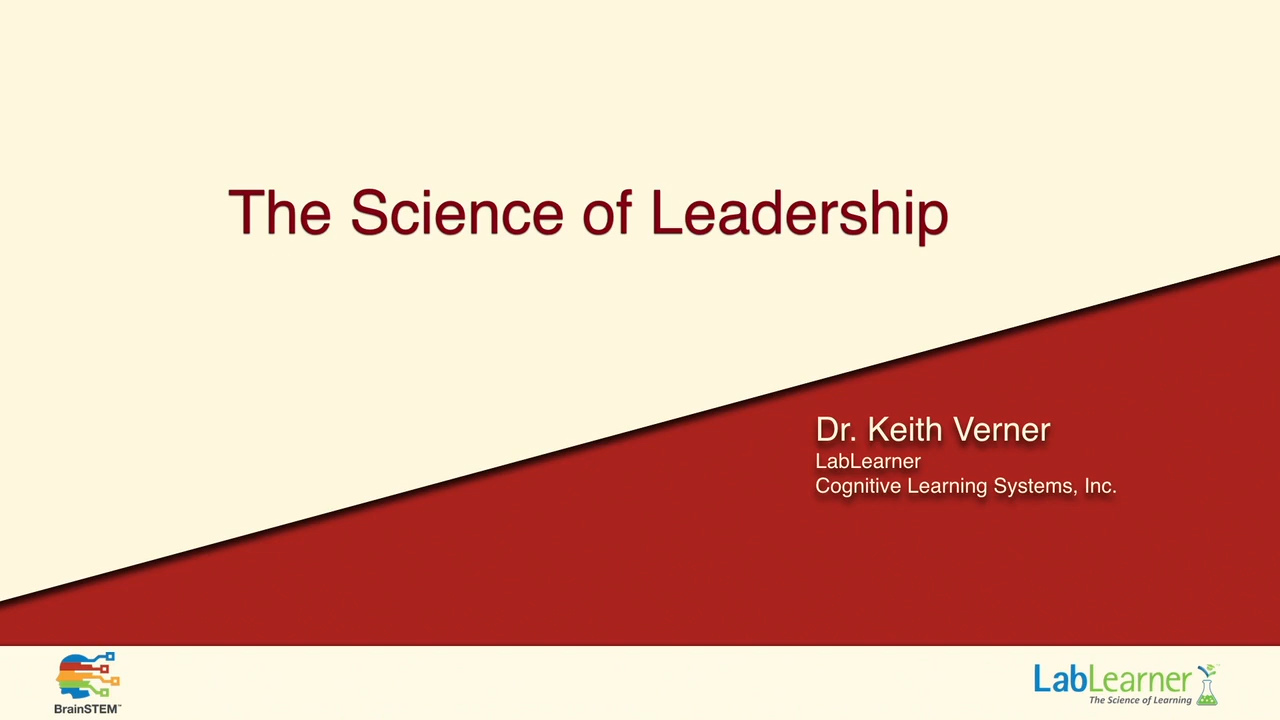 The Science of Leadership
Dr. Keith Verner
LabLearner
Cognitive Learning Systems, Inc.
BrainSTEM™
LabLearner
The Science of Learning